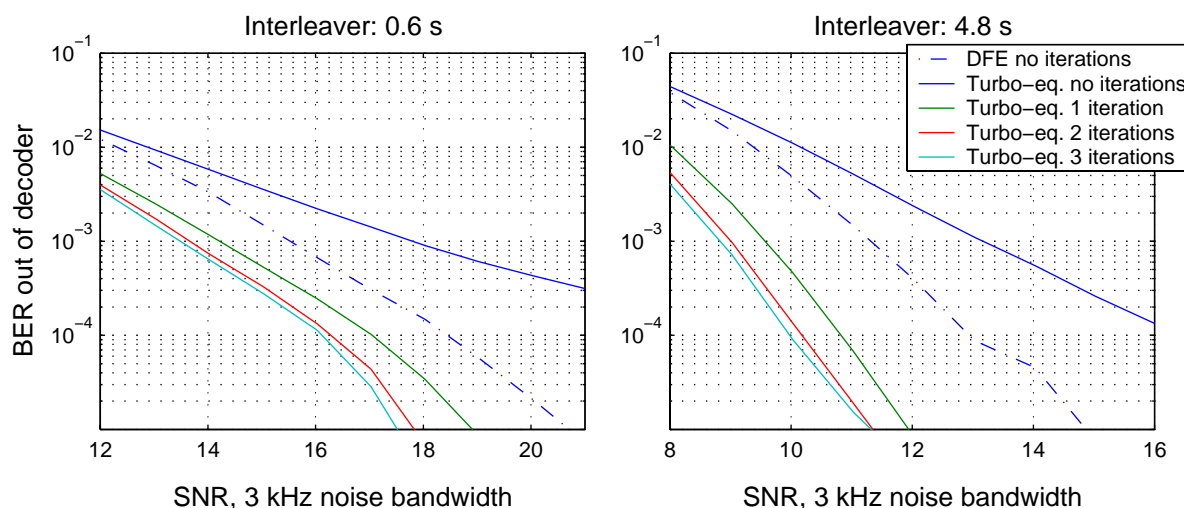 Interleaver: 0.6 s
10−1
10−2
10−3
10−4
BER out of decoder
12 14 16 18 20
SNR, 3 kHz noise bandwidth
Interleaver: 4.8 s
10−1
10−2
10−3
10−4
8 10 12 14 16
SNR, 3 kHz noise bandwidth
DFE no iterations
Turbo−eq. no iterations
Turbo−eq. 1 iteration
Turbo−eq. 2 iterations
Turbo−eq. 3 iterations